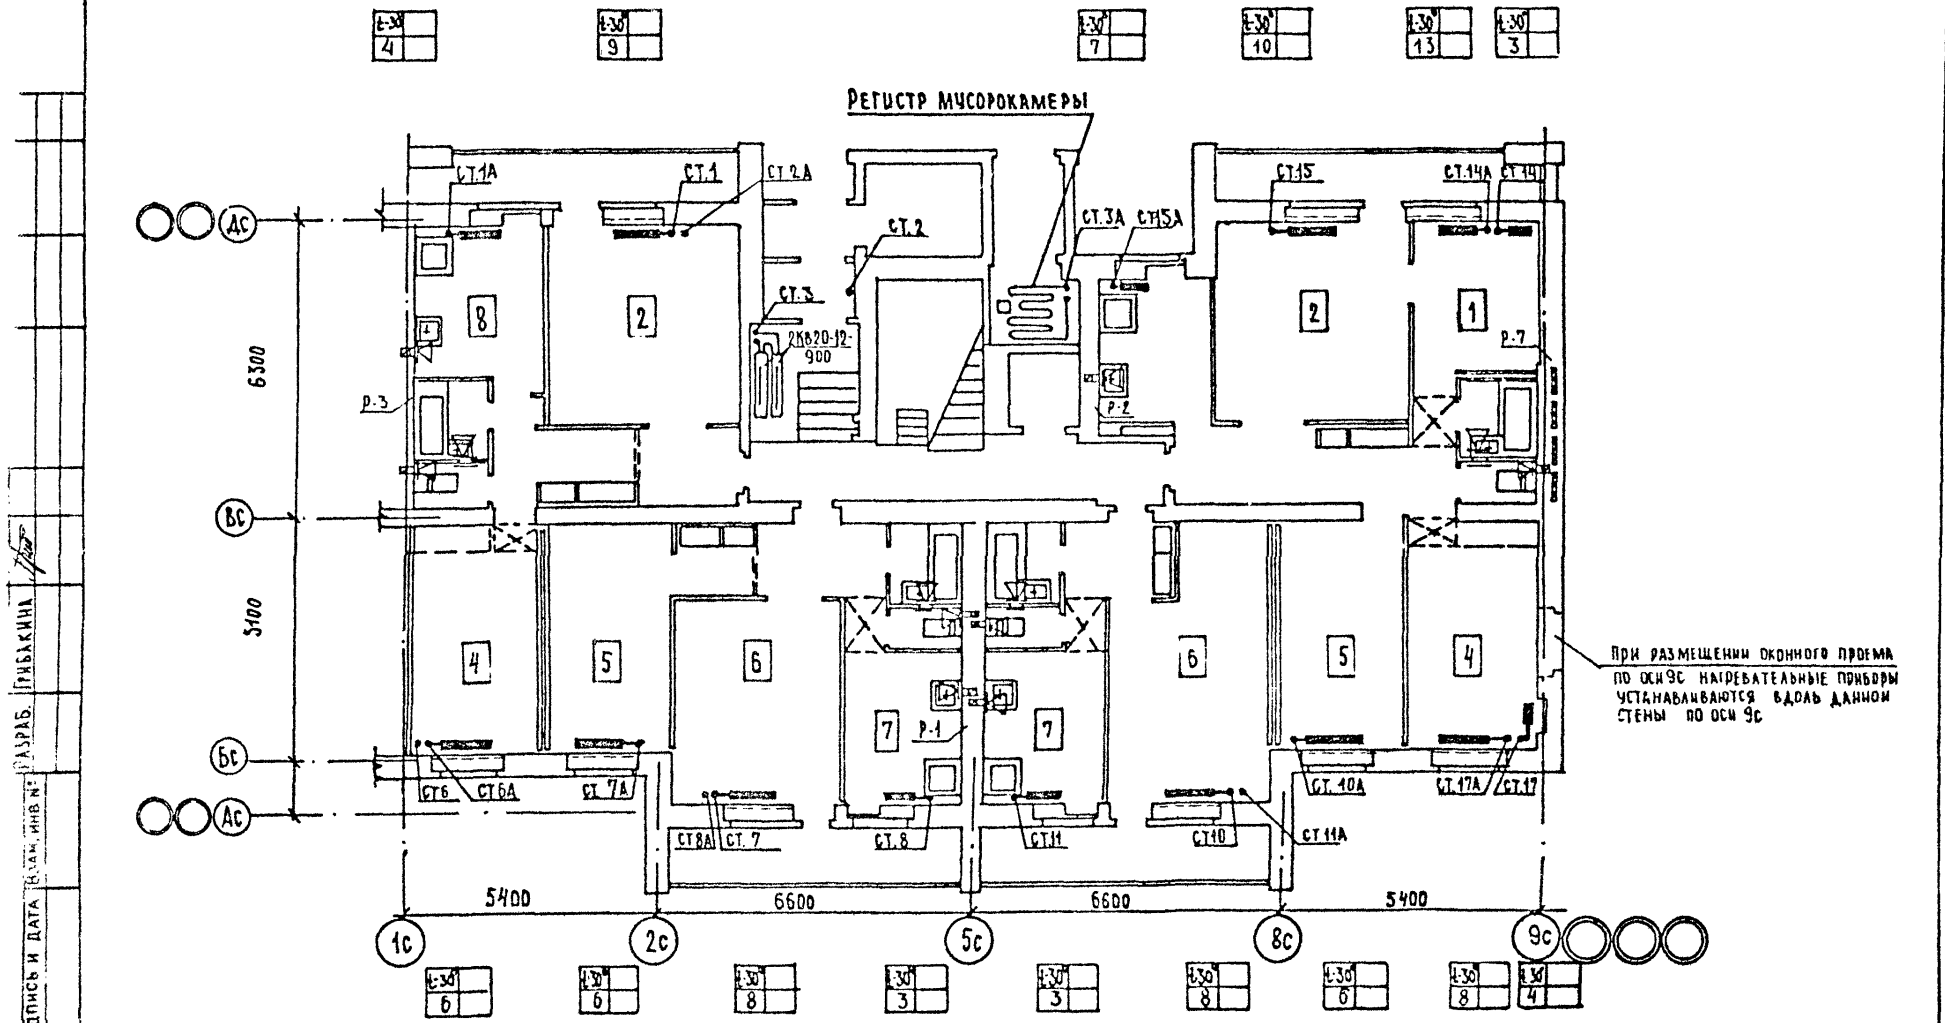 t-30° t-30° t-30° t-30° t-30° t-30°
4 9 7 10 13 3
РЕГИСТР МУСОРОКАМЕРЫ
СТ.1А СТ.1 СТ.2А СТ.15 СТ.14А СТ.14
ДС СТ.2 СТ.3А СТ.15А
СТ.3
8 2 2 1
2КВ20-12-
900
Р-7
6300
Р-3 Р-2
ВС
5100
4 5 6 6 5 4
ПРИ РАЗМЕЩЕНИИ ОКОННОГО ПРОЕМА
ПО ОСИ 9С НАГРЕВАТЕЛЬНЫЕ ПРИБОРЫ
УСТАНАВЛИВАЮТСЯ ВДОЛЬ ДАННОЙ
СТЕНЫ ПО ОСИ 9С
7 Р-1 7
БС
СТ6 СТ6А СТ.7А СТ.10А СТ.17А СТ.17
АС
СТ8А СТ.7 СТ.8 СТ.11 СТ10 СТ11А
5400 6600 6600 5400
1С 2С 5С 8С 9С
t-30° t-30° t-30° t-30° t-30° t-30° t-30° t-30° t-30°
6 6 8 3 3 8 6 8 4
РАЗРАБ. ГРИБАКИНА
ДПИСЬ И ДАТА ВЗАМ. ИНВ N°